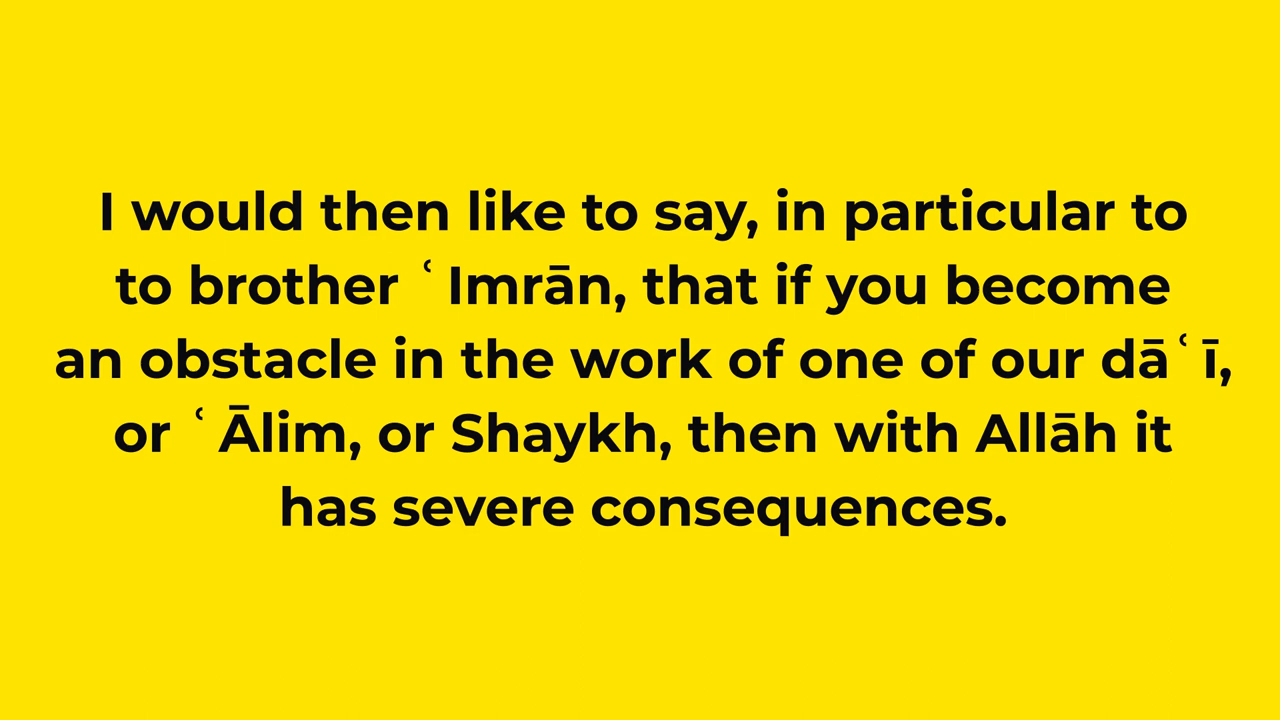 I would then like to say, in particular to
to brother ʿImrān, that if you become
an obstacle in the work of one of our dāʿī,
or ʿĀlim, or Shaykh, then with Allāh it
has severe consequences.